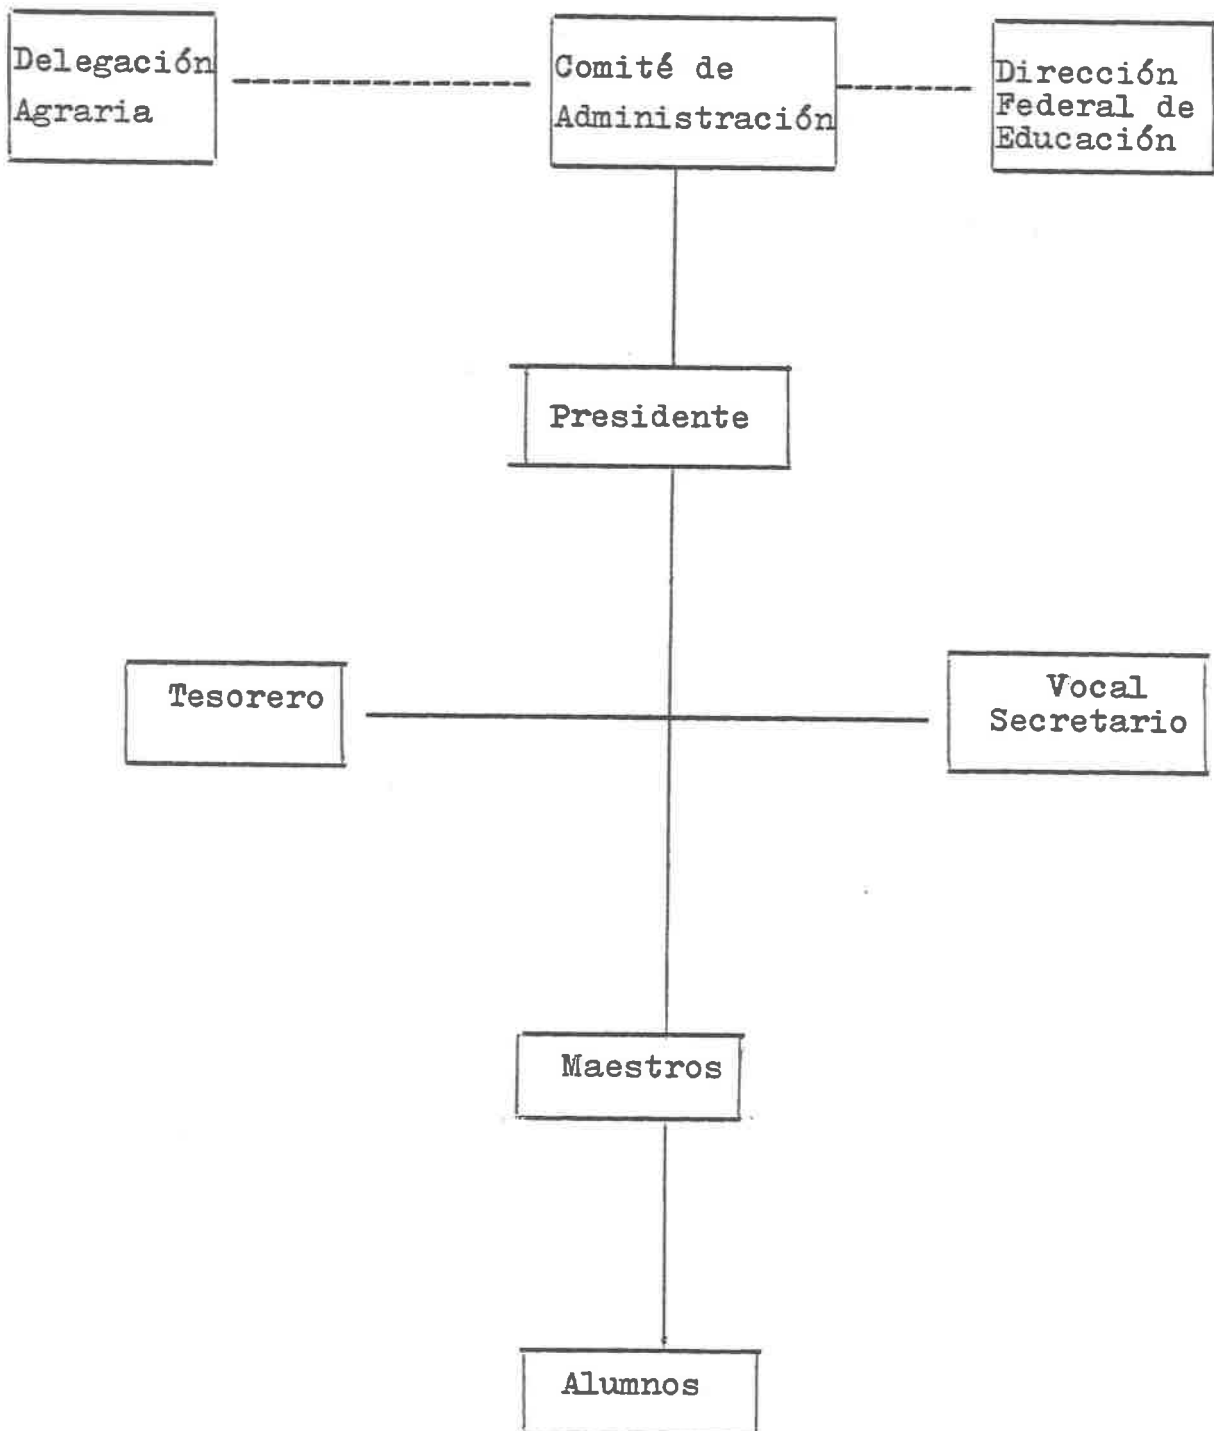 Delegación
Agraria
Comité de
Administración
Dirección
Federal de
Educación
Presidente
Tesorero
Vocal
Secretario
Maestros
Alumnos